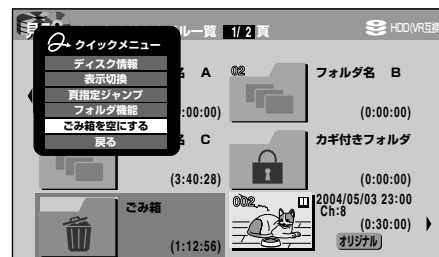 見 ル一覧 1/2 頁 HDD(VR互換
クイックメニュー
ディスク情報
表示切換
頁指定ジャンプ
フォルダ機能
ごみ箱を空にする
戻る
名 A
:00:00)
02
フォルダ名 B
(0:00:00)
名 C
(3:40:28)
カギ付きフォルダ
(0:00:00)
ごみ箱
(1:12:56)
002
2004/05/03 23:00
Ch:8
(0:30:00)
オリジナル